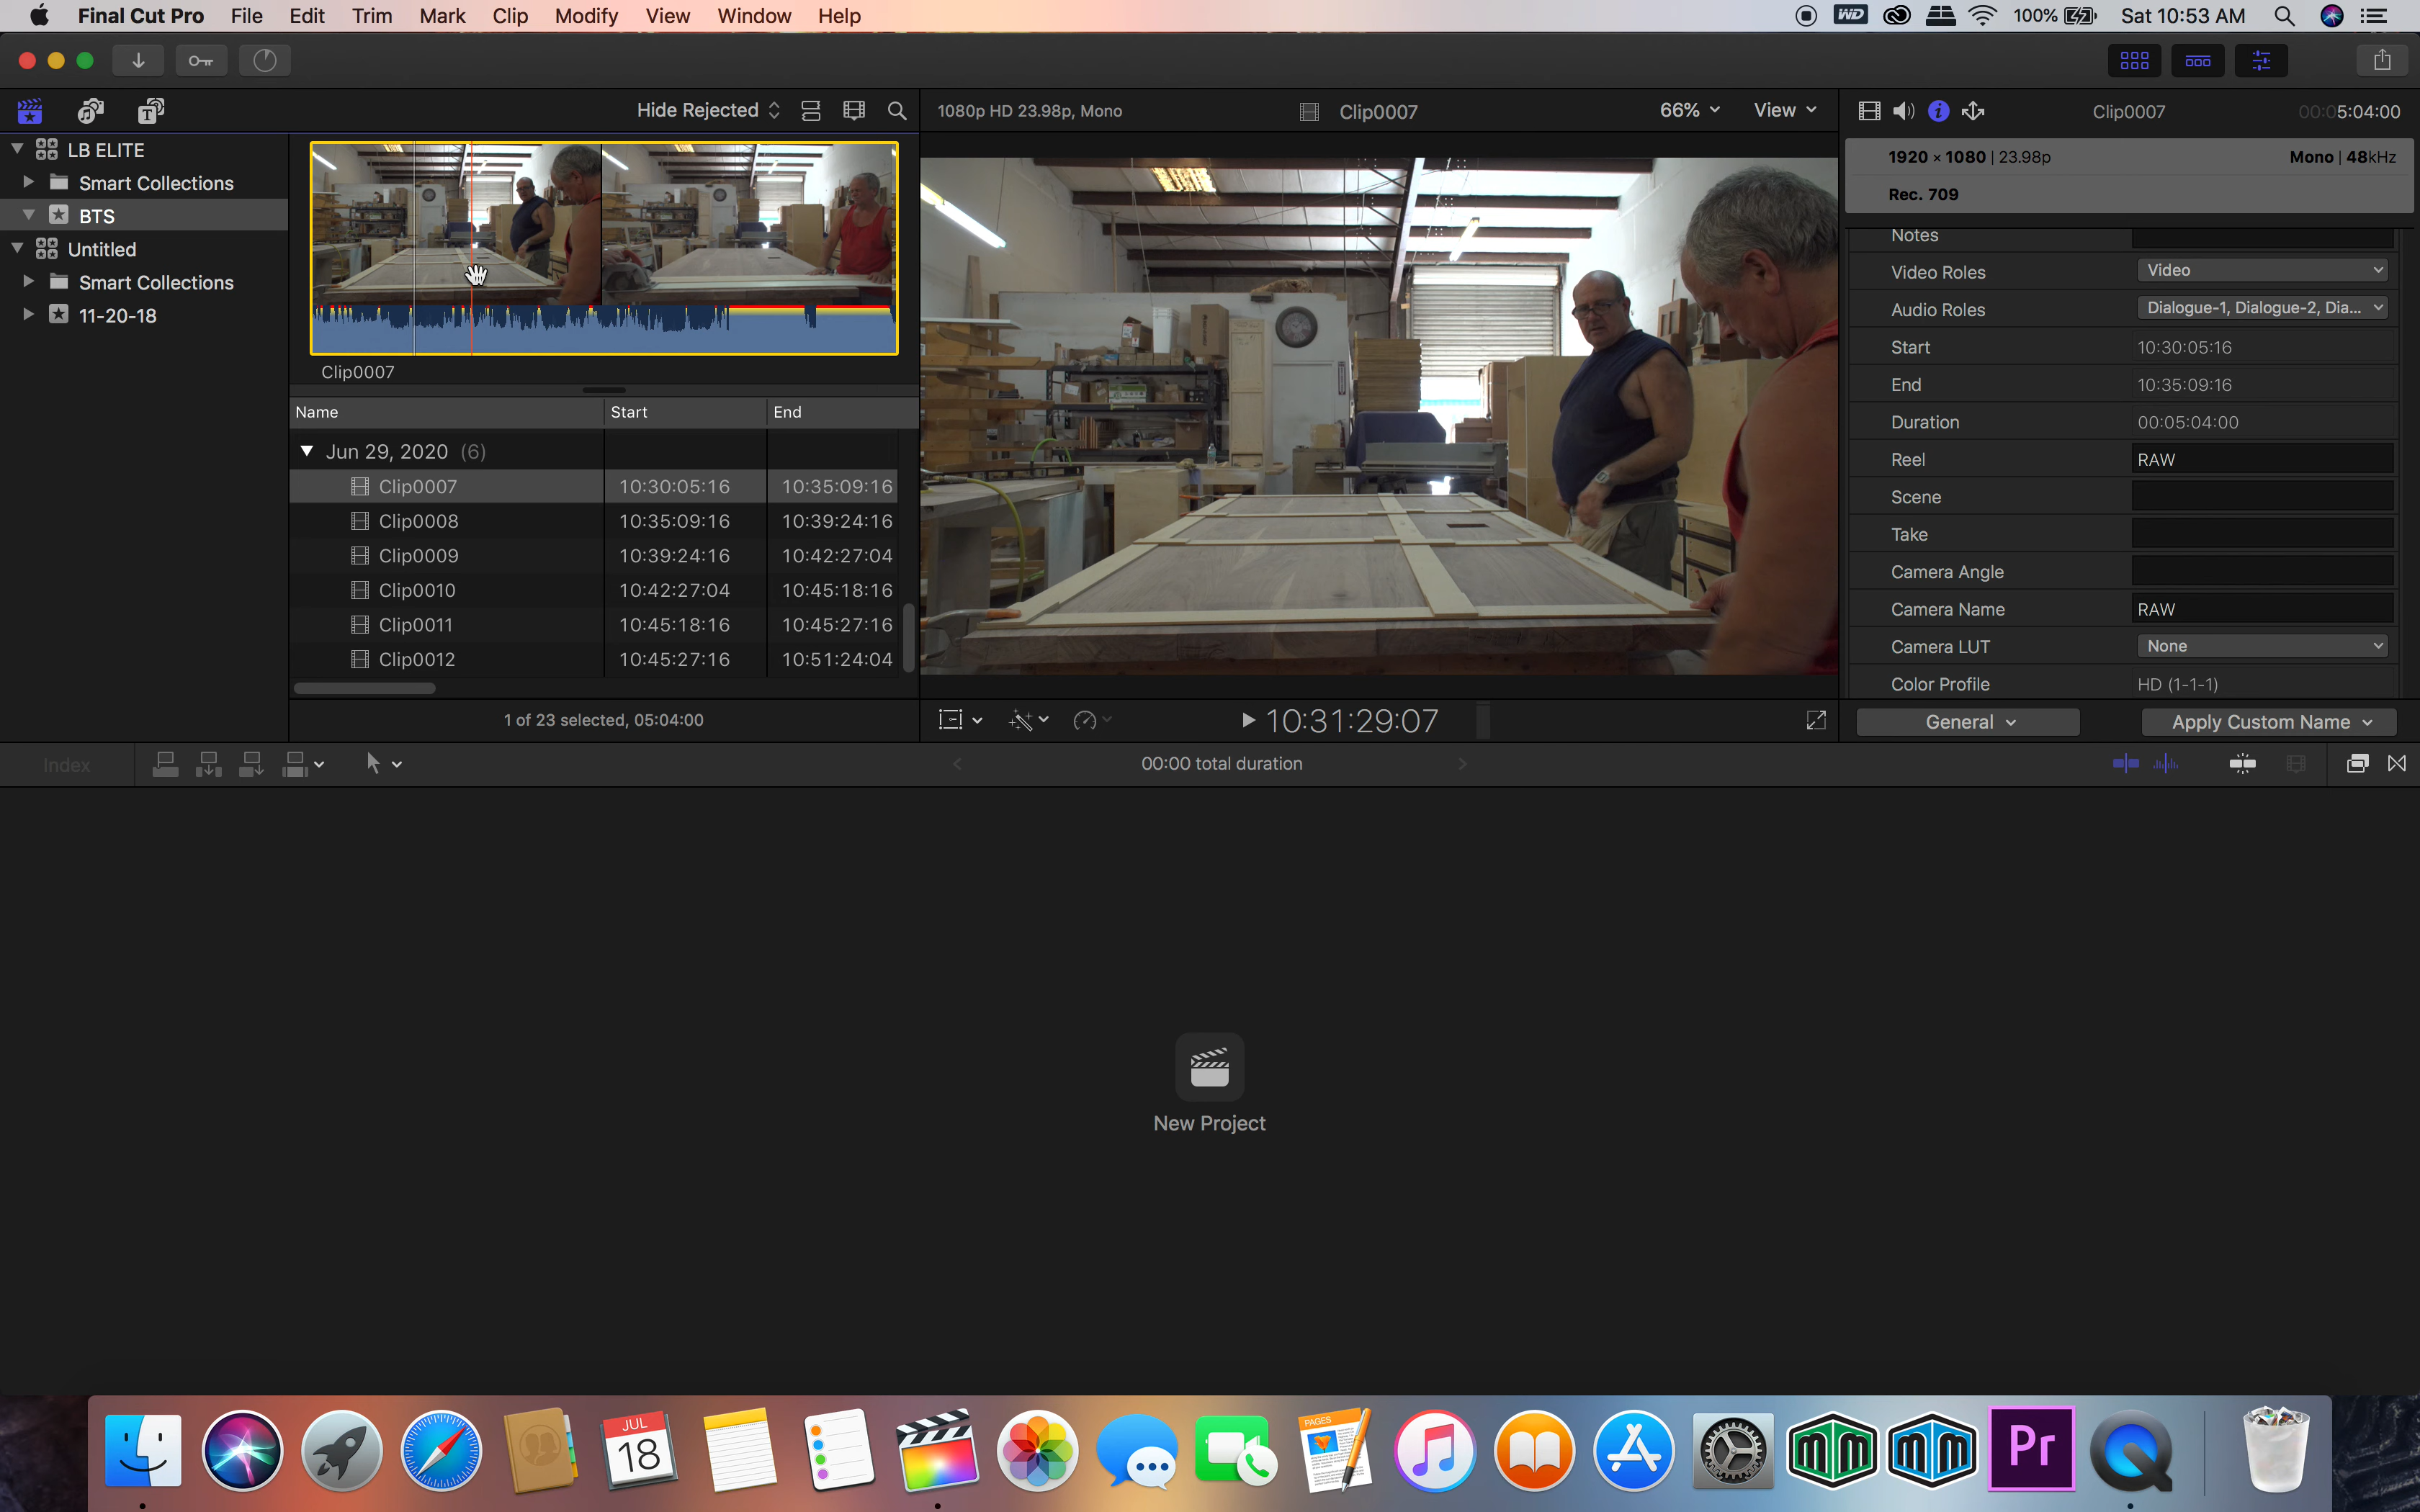 Final Cut Pro File Edit Trim Mark Clip Modify View Window Help WD 100% Sat 10:53 AM
Hide Rejected
1080p HD 23.98p, Mono Clip0007 66% View
Clip0007 00:05:04:00
LB ELITE
Smart Collections
BTS
Untitled
Smart Collections
11-20-18
Clip0007
Name Start End
Jun 29, 2020 (6)
Clip0007 10:30:05:16 10:35:09:16
Clip0008 10:35:09:16 10:39:24:16
Clip0009 10:39:24:16 10:42:27:04
Clip0010 10:42:27:04 10:45:18:16
Clip0011 10:45:18:16 10:45:27:16
Clip0012 10:45:27:16 10:51:24:04
1 of 23 selected, 05:04:00
10:31:29:07
1920 × 1080 | 23.98p Mono | 48kHz
Rec. 709
Notes
Video Roles Video
Audio Roles Dialogue-1, Dialogue-2, Dia...
Start 10:30:05:16
End 10:35:09:16
Duration 00:05:04:00
Reel RAW
Scene
Take
Camera Angle
Camera Name RAW
Camera LUT None
Color Profile HD (1-1-1)
General Apply Custom Name
Index 00:00 total duration
New Project
JUL
18
PAGES
Pr